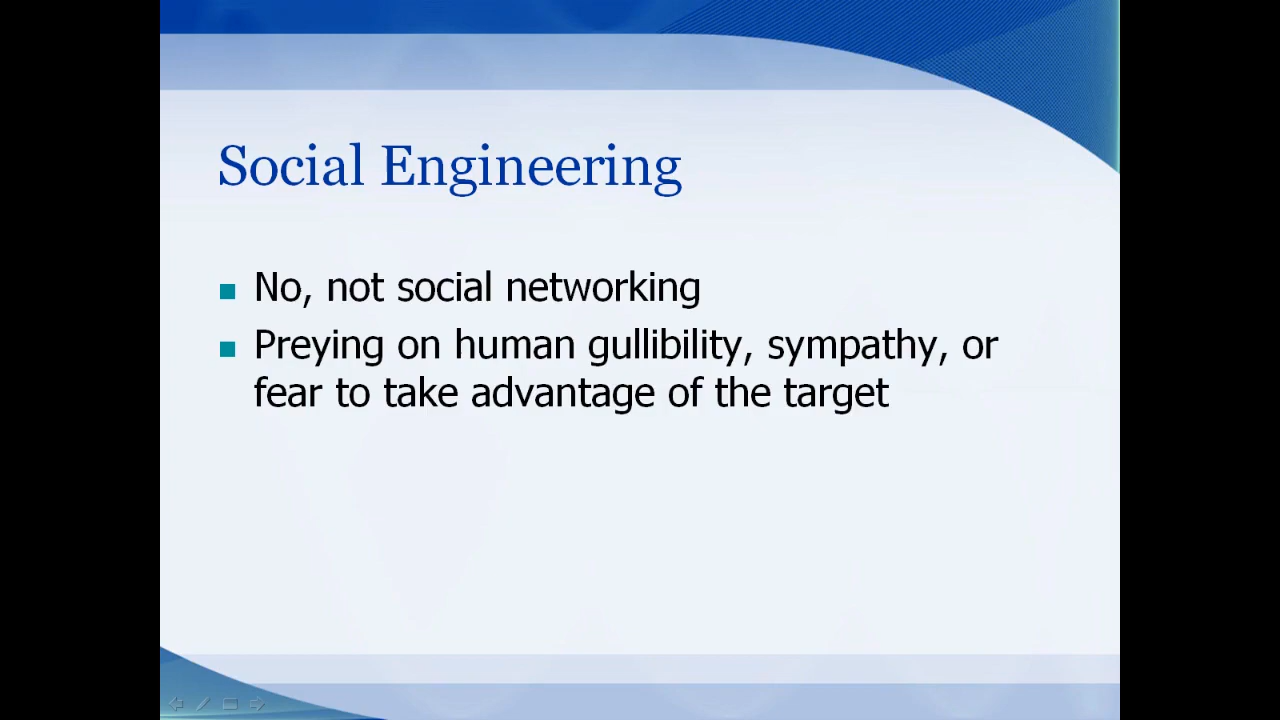 Social Engineering
No, not social networking
Preying on human gullibility, sympathy, or
fear to take advantage of the target